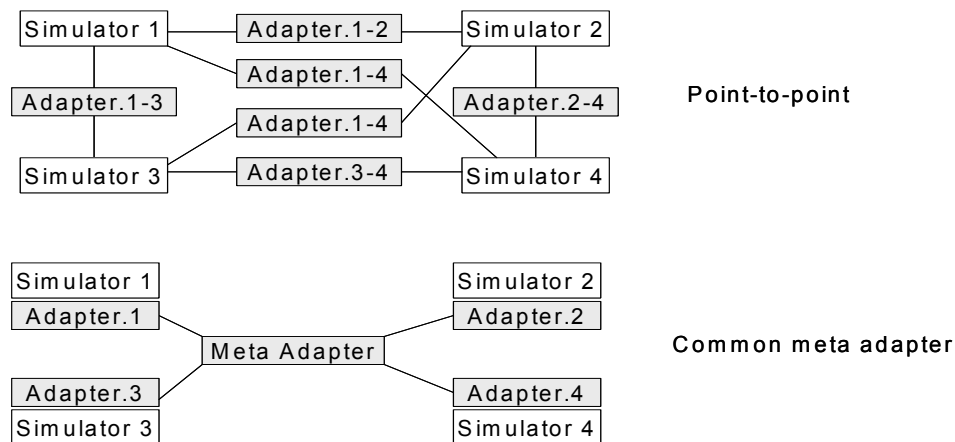 Simulator 1
Adapter.1-2
Simulator 2
Adapter.1-4
Adapter.1-3
Adapter.2-4
Point-to-point
Adapter.1-4
Simulator 3
Adapter.3-4
Simulator 4
Simulator 1
Simulator 2
Adapter.1
Adapter.2
Meta Adapter
Common meta adapter
Adapter.3
Adapter.4
Simulator 3
Simulator 4